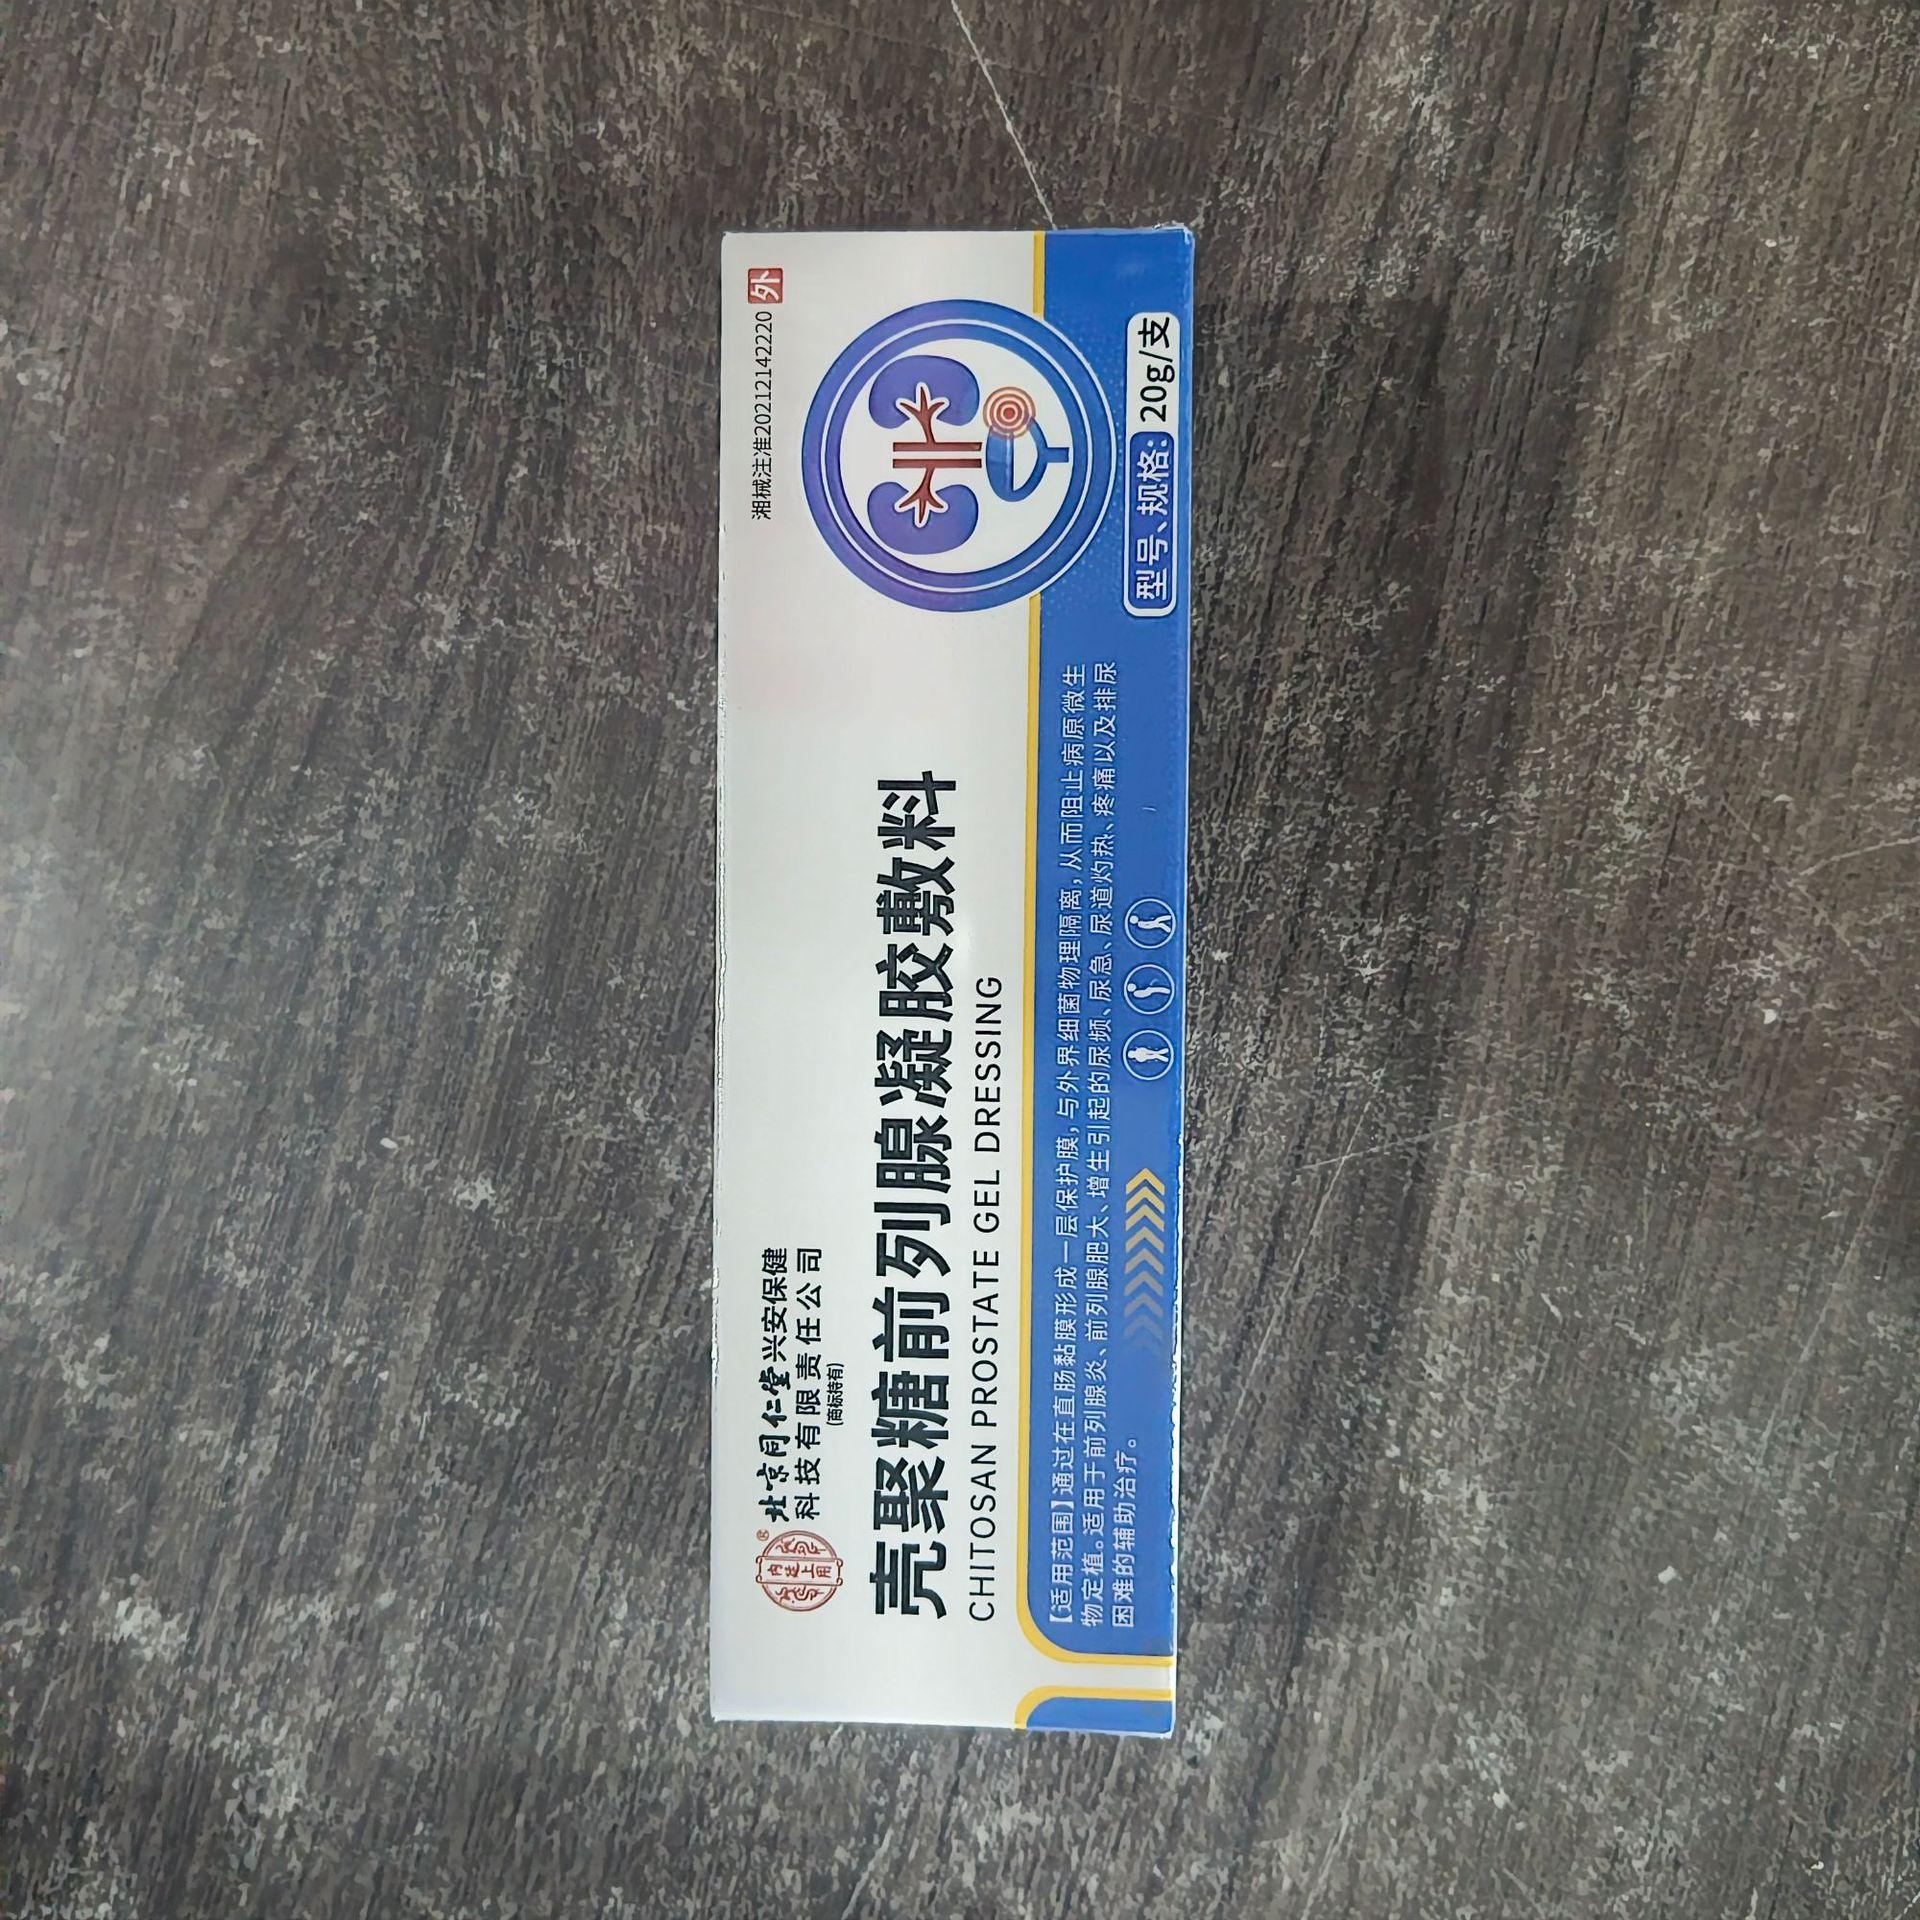 内廷上用
®
北京同仁堂兴安保健
科技有限责任公司
(商标持有)
湘械注准20212142220
外
壳聚糖前列腺凝胶敷料
CHITOSAN PROSTATE GEL DRESSING
【适用范围】通过在直肠黏膜形成一层保护膜,与外界细菌物理隔离,从而阻止病原微生
物定植。适用于前列腺炎、前列腺肥大、增生引起的尿频、尿急、尿道灼热、疼痛以及排尿
困难的辅助治疗。
型号、规格: 20g/支